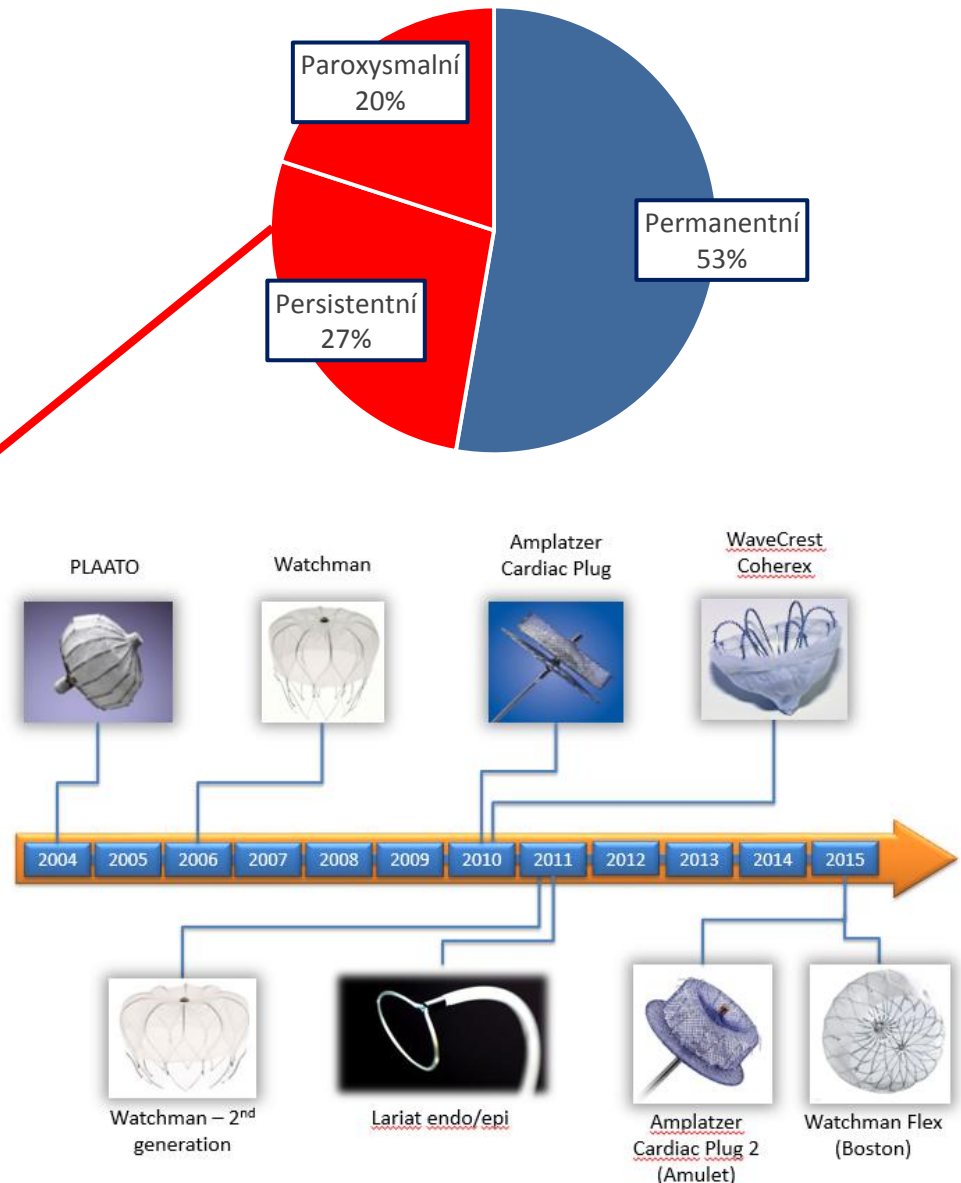 Paroxysmalní
20%
Permanentní
53%
Persistentní
27%
PLAATO
Watchman
Amplatzer
Cardiac Plug
WaveCrest
Coherex
2004
2005
2006
2007
2008
2009
2010
2011
2012
2013
2014
2015
Watchman – 2nd
generation
Lariat endo/epi
Amplatzer
Cardiac Plug 2
(Amulet)
Watchman Flex
(Boston)